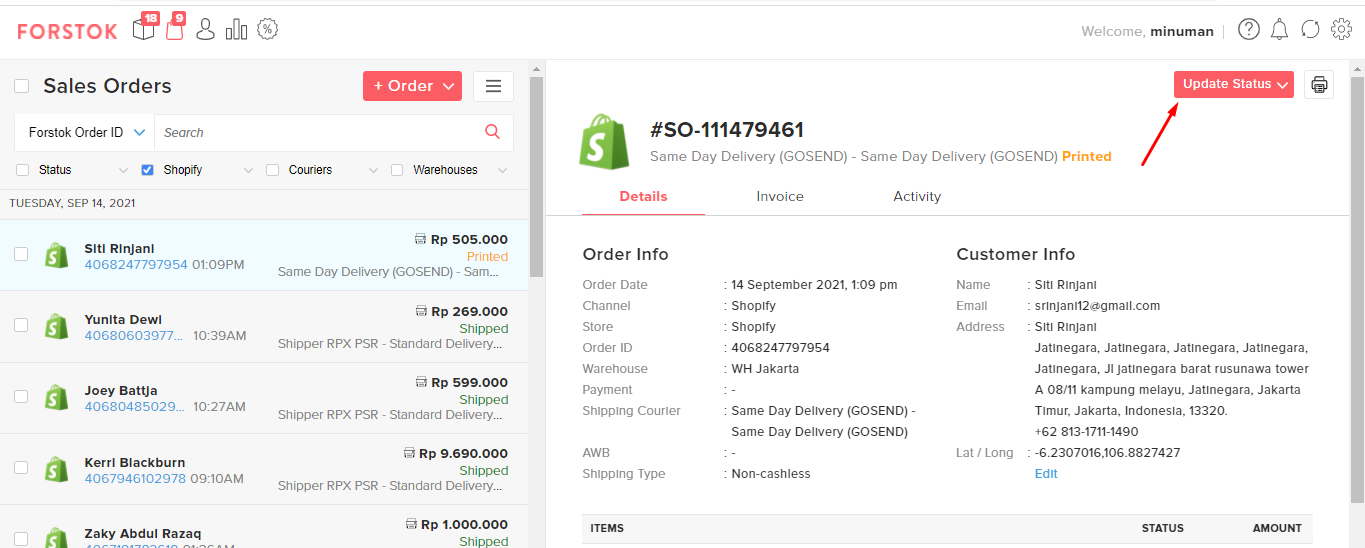 FORSTOK
18
9
Welcome, minuman
Sales Orders
+ Order
Forstok Order ID
Search
Status
Shopify
Couriers
Warehouses
TUESDAY, SEP 14, 2021
Siti Rinjani
Rp 505.000
Printed
4068247797954 01:09PM
Same Day Delivery (GOSEND) - Sam...
Yunita Dewi
Rp 269.000
Shipped
40680603977... 10:39AM
Shipper RPX PSR - Standard Delivery...
Joey Battja
Rp 599.000
Shipped
40680485029... 10:27AM
Shipper RPX PSR - Standard Delivery...
Kerri Blackburn
Rp 9.690.000
Shipped
4067946102978 09:10AM
Shipper RPX PSR - Standard Delivery...
Zaky Abdul Razaq
Rp 1.000.000
Shipped
Update Status
#SO-111479461
Same Day Delivery (GOSEND) - Same Day Delivery (GOSEND) Printed
Details
Invoice
Activity
Order Info
Order Date : 14 September 2021, 1:09 pm
Channel : Shopify
Store : Shopify
Order ID : 4068247797954
Warehouse : WH Jakarta
Payment : -
Shipping Courier : Same Day Delivery (GOSEND) -
Same Day Delivery (GOSEND)
AWB : -
Shipping Type : Non-cashless
Customer Info
Name : Siti Rinjani
Email : srinjani12@gmail.com
Address : Siti Rinjani
Jatinegara, Jatinegara, Jatinegara, Jatinegara,
Jatinegara, Jl jatinegara barat rusunawa tower
A 08/11 kampung melayu, Jatinegara, Jakarta
Timur, Jakarta, Indonesia, 13320.
+62 813-1711-1490
Lat / Long : -6.2307016,106.8827427
Edit
ITEMS
STATUS
AMOUNT